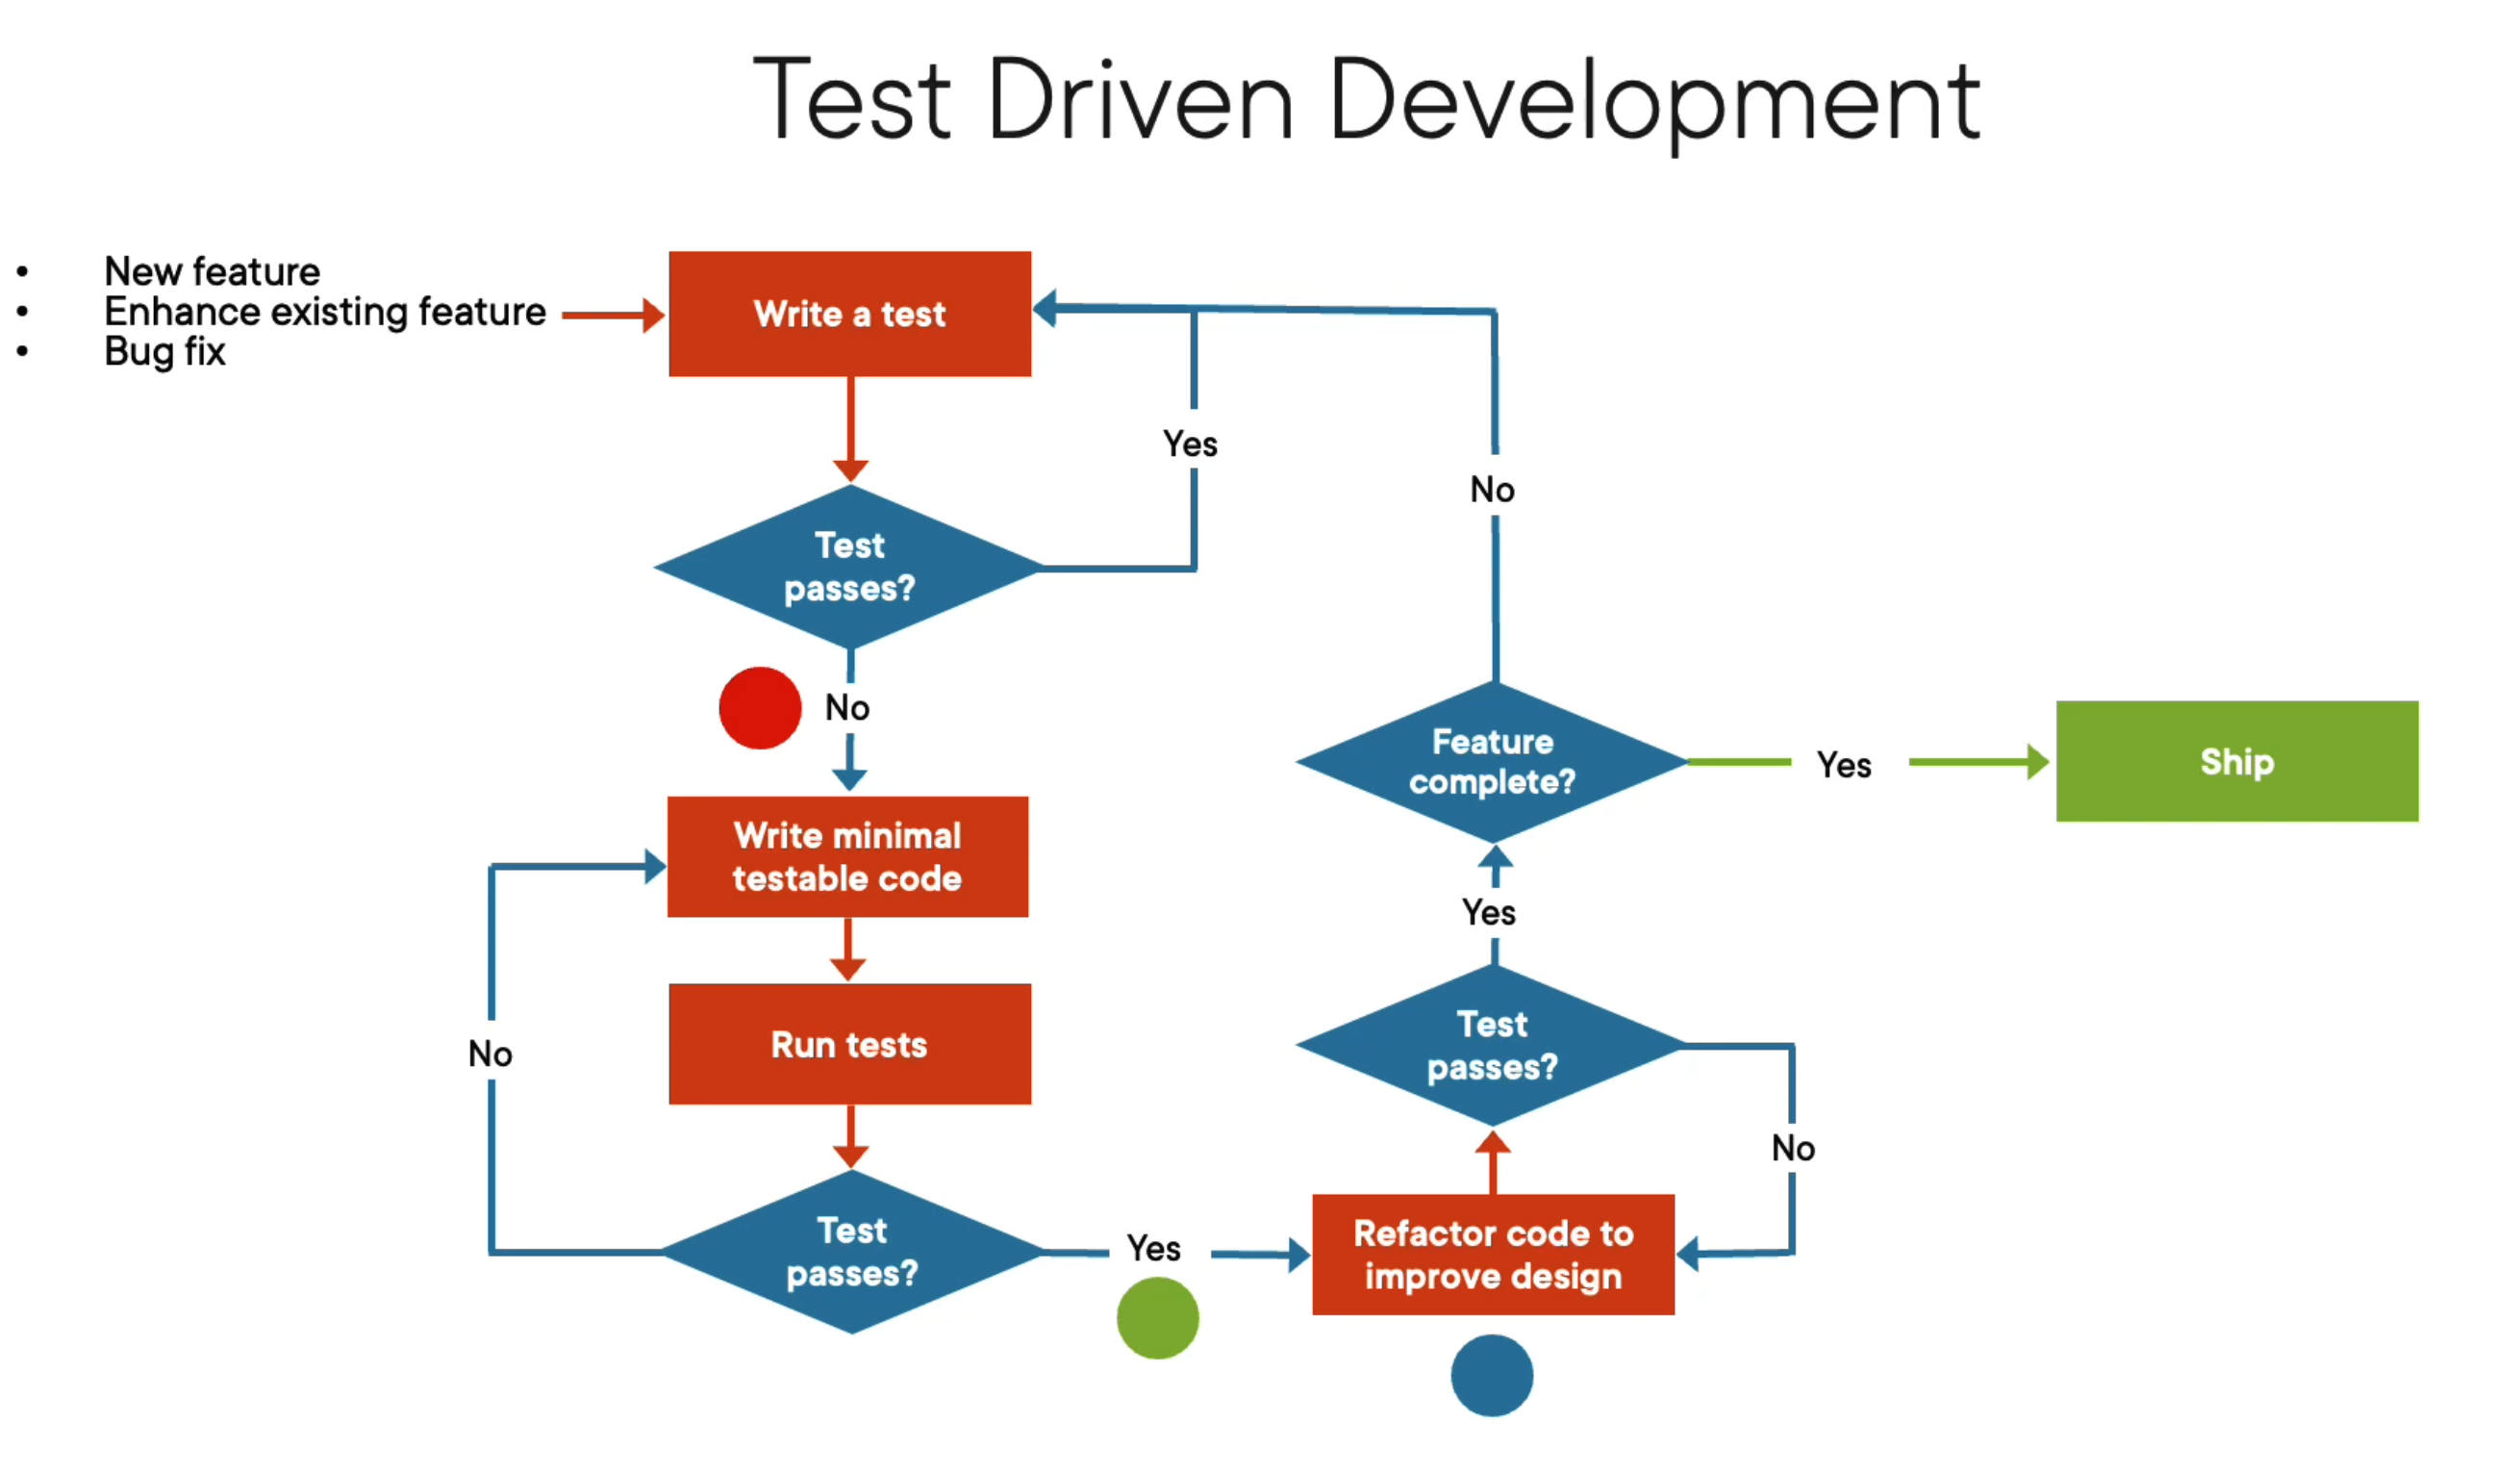 Test Driven Development
• New feature
• Enhance existing feature
• Bug fix
Write a test
Yes
No
Test
passes?
No
Feature
complete?
Yes
Ship
Write minimal
testable code
Yes
No
Run tests
Test
passes?
No
Test
passes?
Yes
Refactor code to
improve design